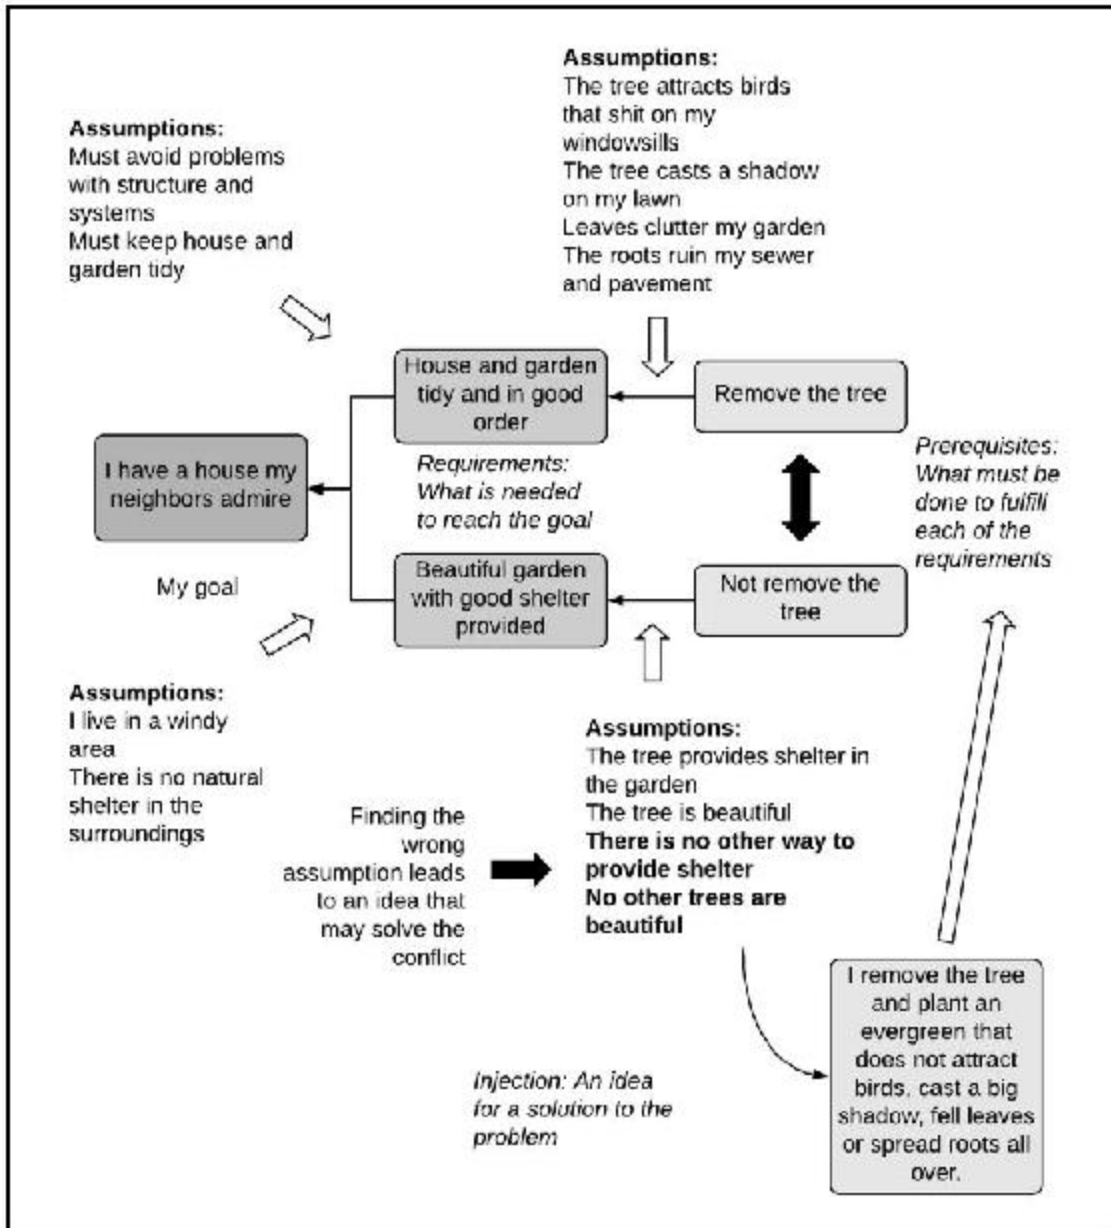 Assumptions:
The tree attracts birds
that shit on my
windowsills
The tree casts a shadow
on my lawn
Leaves clutter my garden
The roots ruin my sewer
and pavement
Assumptions:
Must avoid problems
with structure and
systems
Must keep house and
garden tidy
House and garden
tidy and in good
order
Remove the tree
I have a house my
neighbors admire
Requirements:
What is needed
to reach the goal
Prerequisites:
What must be
done to fulfill
each of the
requirements
My goal
Beautiful garden
with good shelter
provided
Not remove the
tree
Assumptions:
I live in a windy
area
There is no natural
shelter in the
surroundings
Assumptions:
The tree provides shelter in
the garden
The tree is beautiful
There is no other way to
provide shelter
No other trees are
beautiful
Finding the
wrong
assumption leads
to an idea that
may solve the
conflict
I remove the tree
and plant an
evergreen that
does not attract
birds, cast a big
shadow, fell leaves
or spread roots all
over.
Injection: An idea
for a solution to the
problem